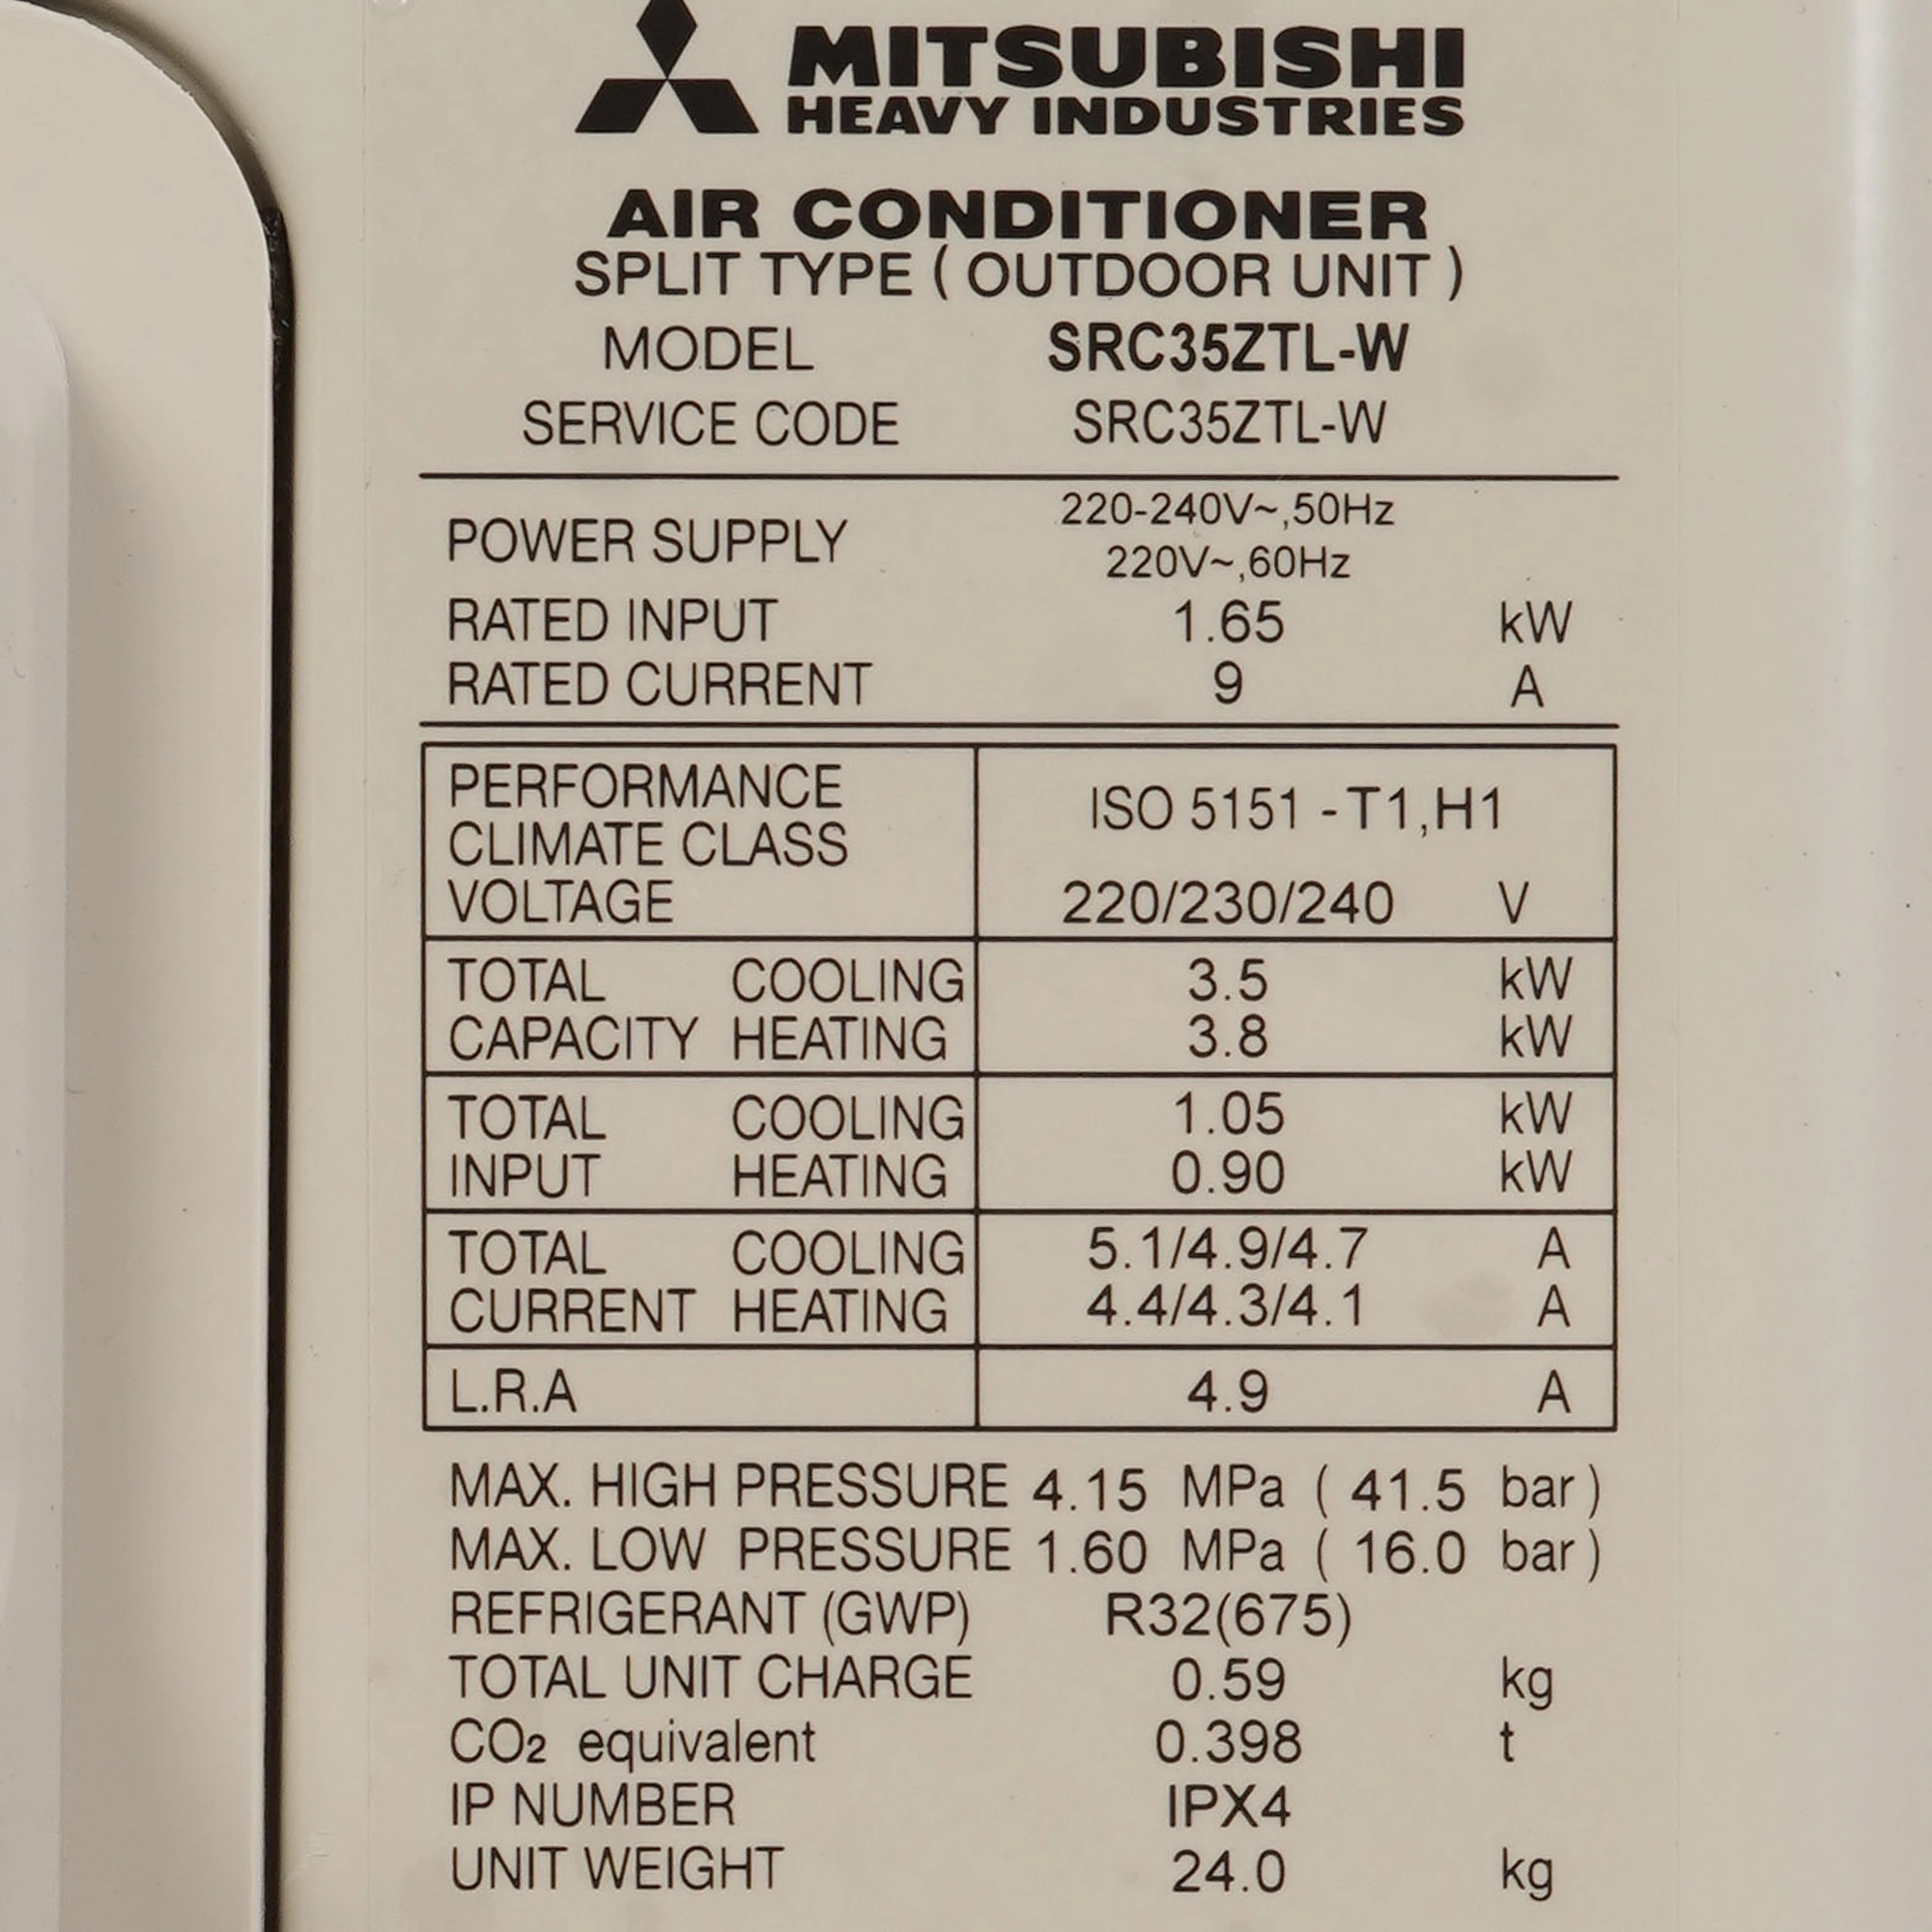 MITSUBISHI
HEAVY INDUSTRIES
AIR CONDITIONER
SPLIT TYPE ( OUTDOOR UNIT )
MODEL SRC35ZTL-W
SERVICE CODE SRC35ZTL-W
POWER SUPPLY 220-240V~,50Hz
220V~,60Hz
RATED INPUT 1.65 kW
RATED CURRENT 9 A
PERFORMANCE
CLIMATE CLASS ISO 5151 - T1,H1
VOLTAGE 220/230/240 V
TOTAL COOLING 3.5 kW
CAPACITY HEATING 3.8 kW
TOTAL COOLING 1.05 kW
INPUT HEATING 0.90 kW
TOTAL COOLING 5.1/4.9/4.7 A
CURRENT HEATING 4.4/4.3/4.1 A
L.R.A 4.9 A
MAX. HIGH PRESSURE 4.15 MPa ( 41.5 bar )
MAX. LOW PRESSURE 1.60 MPa ( 16.0 bar )
REFRIGERANT (GWP) R32(675)
TOTAL UNIT CHARGE 0.59 kg
CO2 equivalent 0.398 t
IP NUMBER IPX4
UNIT WEIGHT 24.0 kg